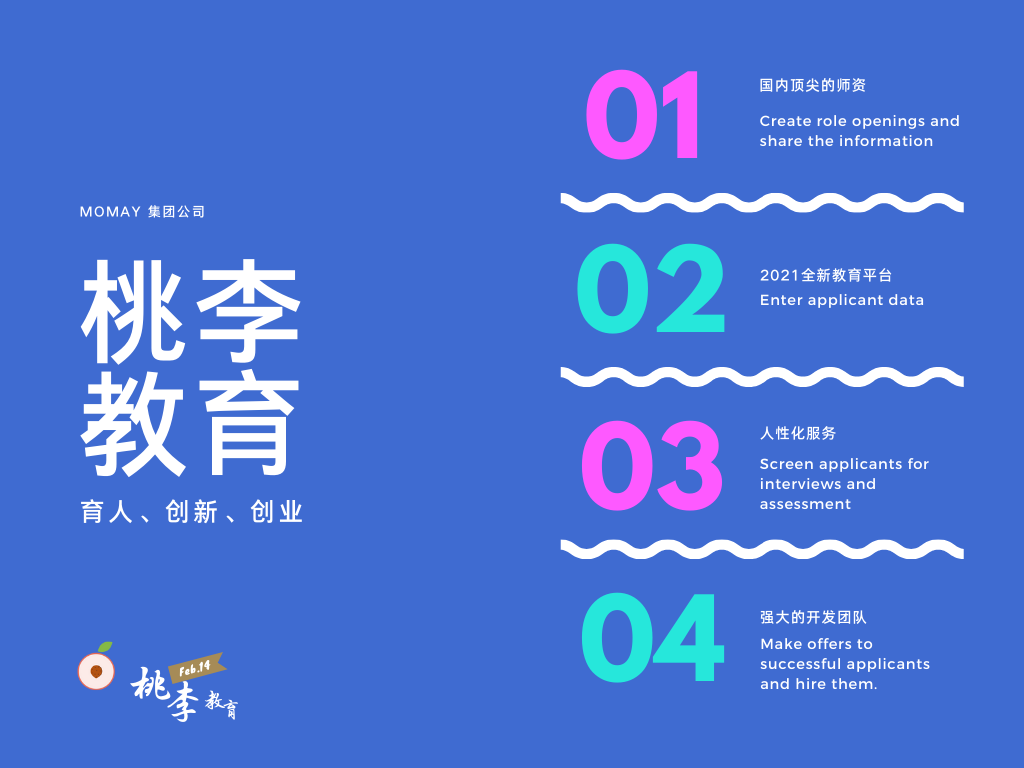 MOMAY 集团公司
桃李
教育
育人、创新、创业
Feb.14
桃李教育
01
国内顶尖的师资
Create role openings and
share the information
02
2021全新教育平台
Enter applicant data
03
人性化服务
Screen applicants for
interviews and
assessment
04
强大的开发团队
Make offers to
successful applicants
and hire them.